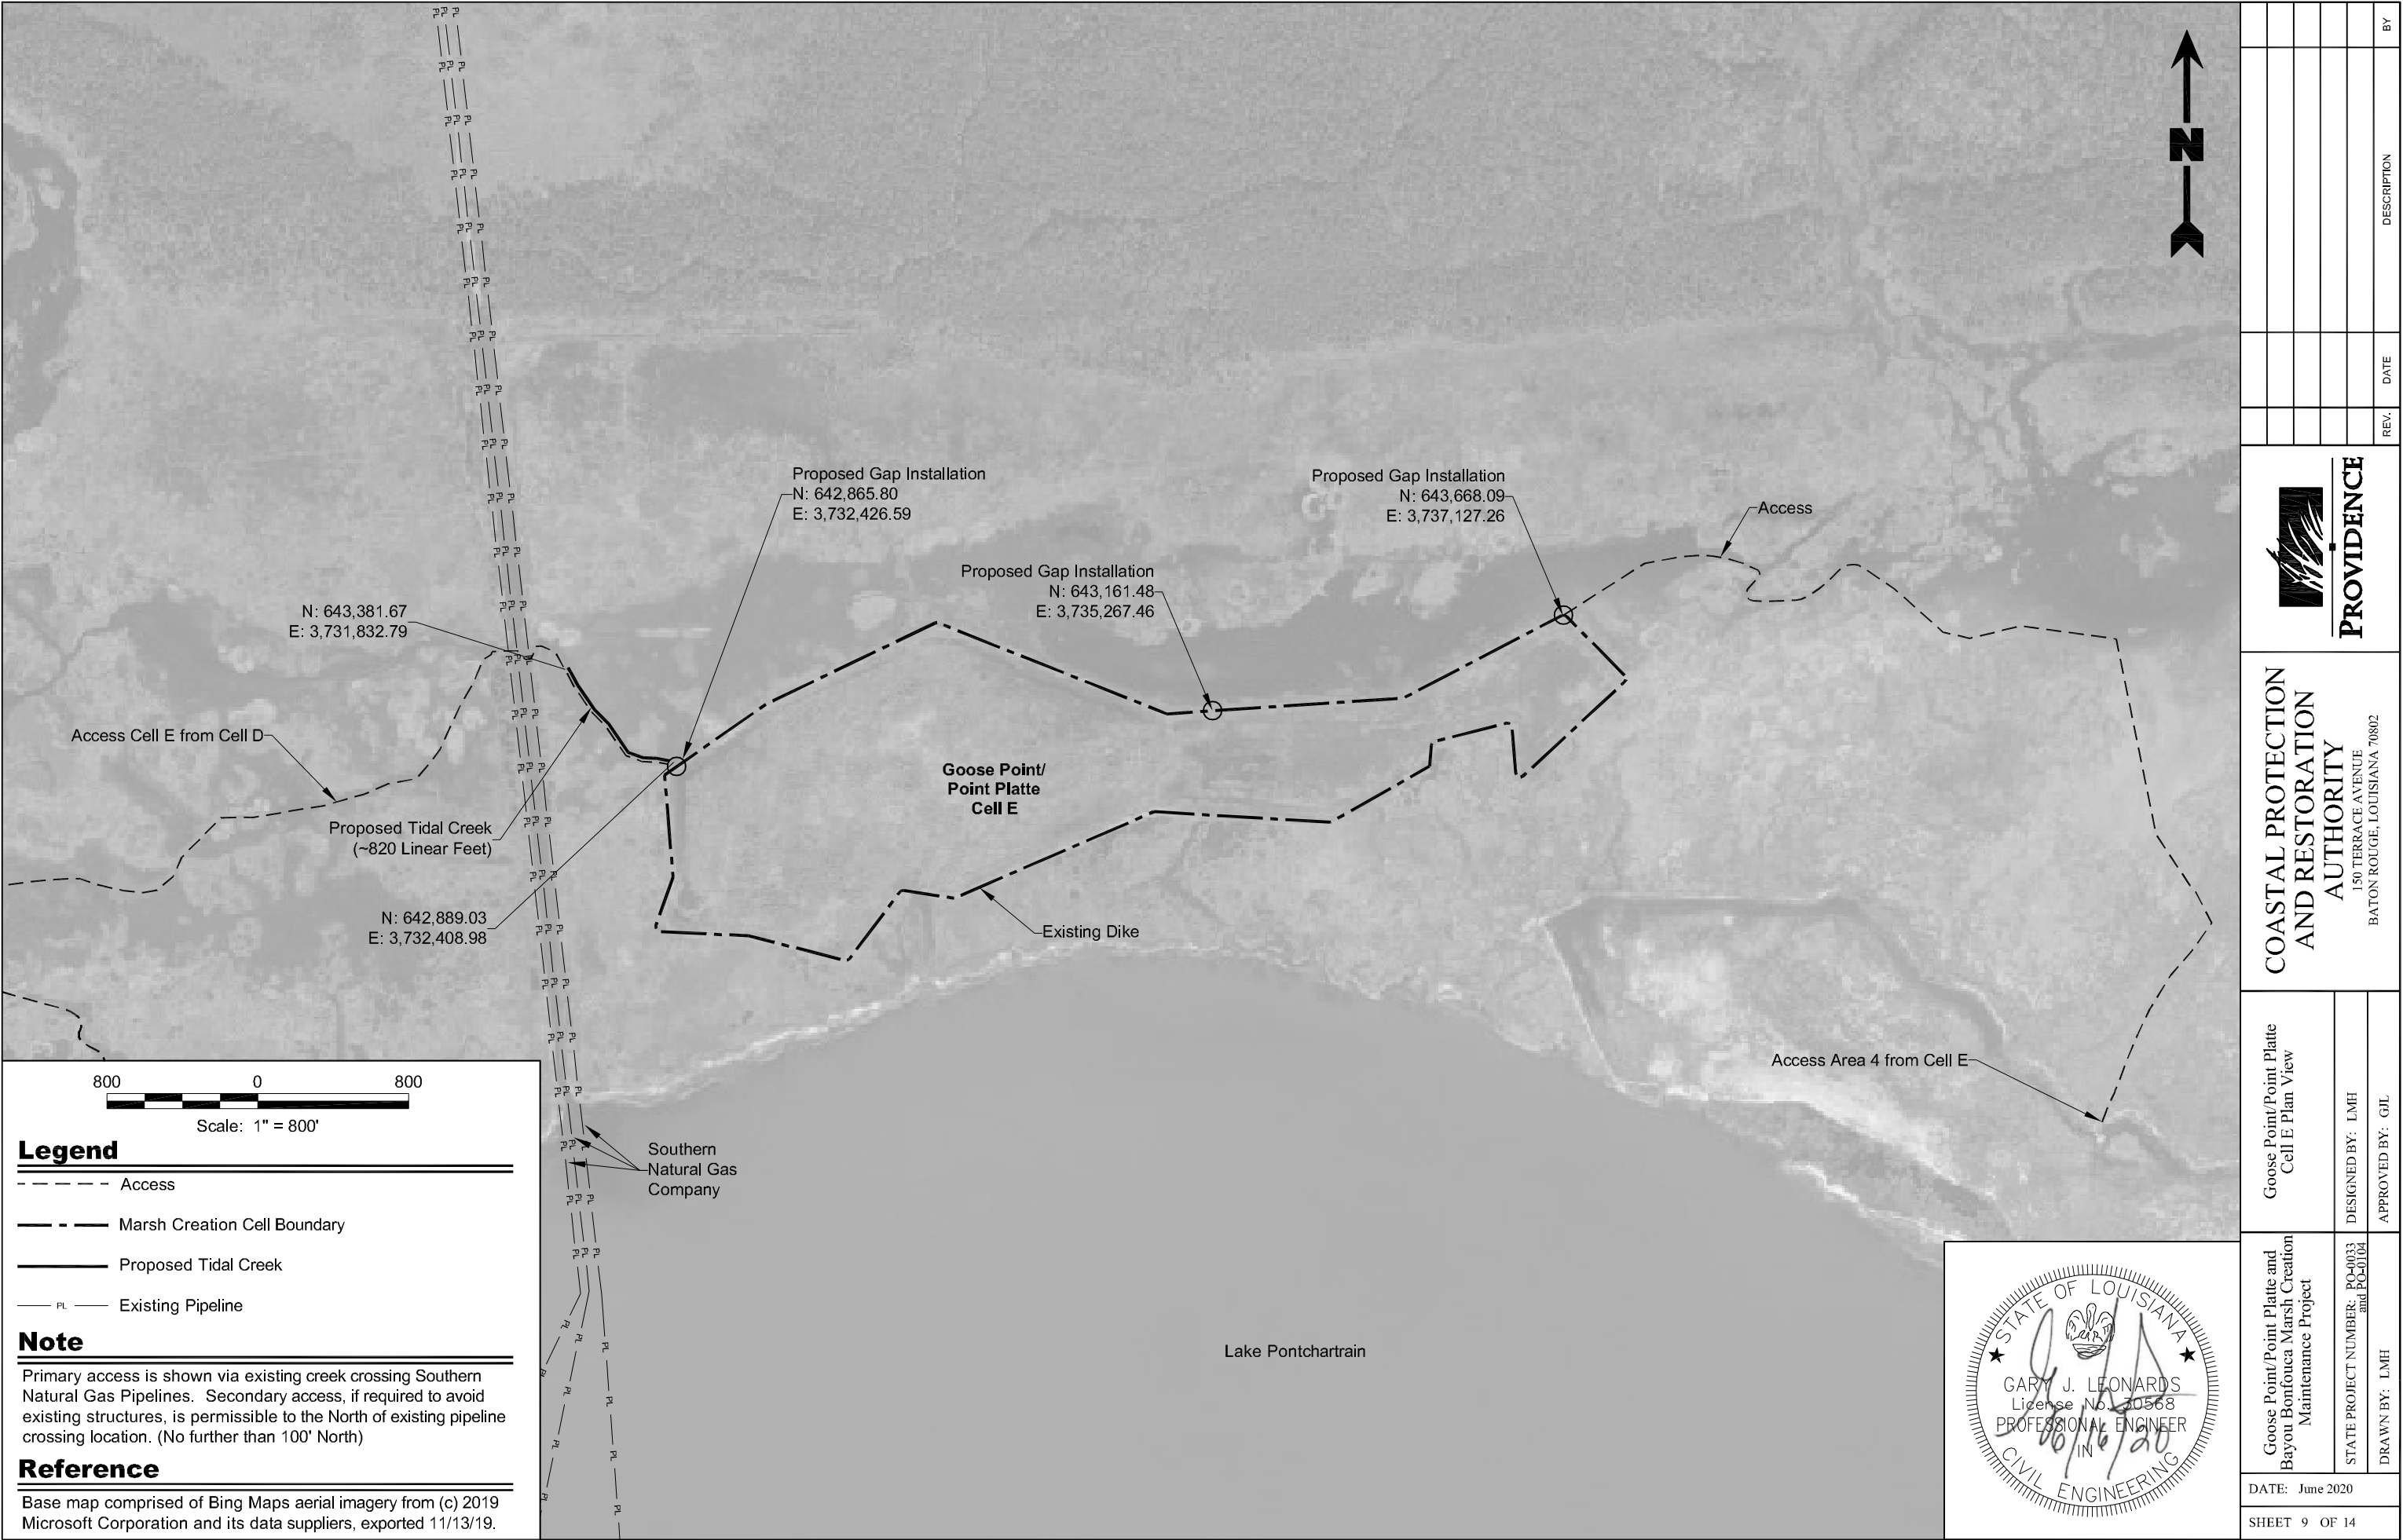 Proposed Gap Installation
N: 642,865.80
E: 3,732,426.59
Proposed Gap Installation
N: 643,668.09
E: 3,737,127.26
Access
Proposed Gap Installation
N: 643,161.48
E: 3,735,267.46
N: 643,381.67
E: 3,731,832.79
Access Cell E from Cell D
Goose Point/
Point Platte
Cell E
Proposed Tidal Creek
(~820 Linear Feet)
N: 642,889.03
E: 3,732,408.98
Existing Dike
Access Area 4 from Cell E
Southern
Natural Gas
Company
Lake Pontchartrain
800 0 800
Scale: 1" = 800'
Legend
Access
Marsh Creation Cell Boundary
Proposed Tidal Creek
PL Existing Pipeline
Note
Primary access is shown via existing creek crossing Southern
Natural Gas Pipelines. Secondary access, if required to avoid
existing structures, is permissible to the North of existing pipeline
crossing location. (No further than 100' North)
Reference
Base map comprised of Bing Maps aerial imagery from (c) 2019
Microsoft Corporation and its data suppliers, exported 11/13/19.
N
STATE OF LOUISIANA
GARY J. LEONARDS
License No. 30568
PROFESSIONAL ENGINEER
IN
CIVIL ENGINEERING
06/16/20
REV. DATE DESCRIPTION BY
PROVIDENCE
COASTAL PROTECTION
AND RESTORATION
AUTHORITY
150 TERRACE AVENUE
BATON ROUGE, LOUISIANA 70802
Goose Point/Point Platte
Cell E Plan View
DESIGNED BY: LMH
APPROVED BY: GJL
Goose Point/Point Platte and
Bayou Bonfouca Marsh Creation
Maintenance Project
STATE PROJECT NUMBER: PO-0033
and PO-0104
DRAWN BY: LMH
DATE: June 2020
SHEET 9 OF 14